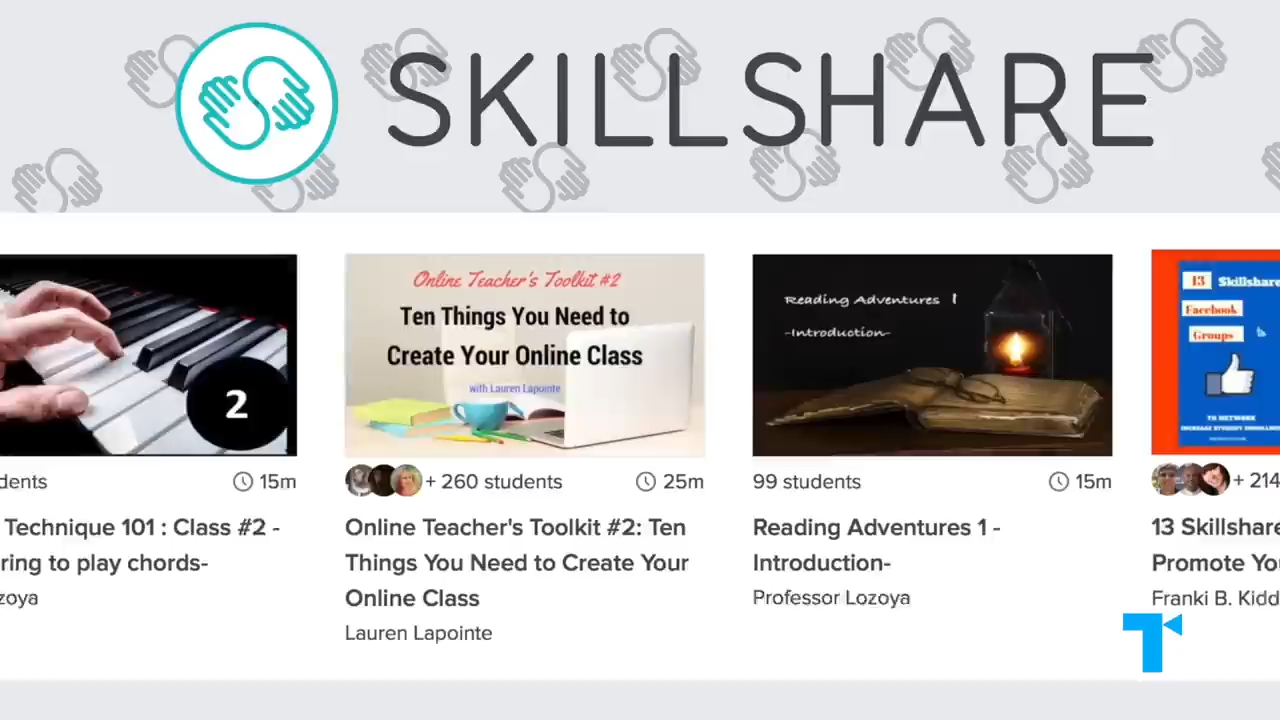 SKILLSHARE
2
dents
15m
Technique 101 : Class #2 -
ring to play chords-
zoya
Online Teacher's Toolkit #2
Ten Things You Need to
Create Your Online Class
with Lauren Lapointe
+ 260 students
25m
Online Teacher's Toolkit #2: Ten
Things You Need to Create Your
Online Class
Lauren Lapointe
Reading Adventures 1
-Introduction-
99 students
15m
Reading Adventures 1 -
Introduction-
Professor Lozoya
13 Skillshare
Facebook
Groups
TO NETWORK
+ 214
13 Skillshare
Promote You
Franki B. Kidd